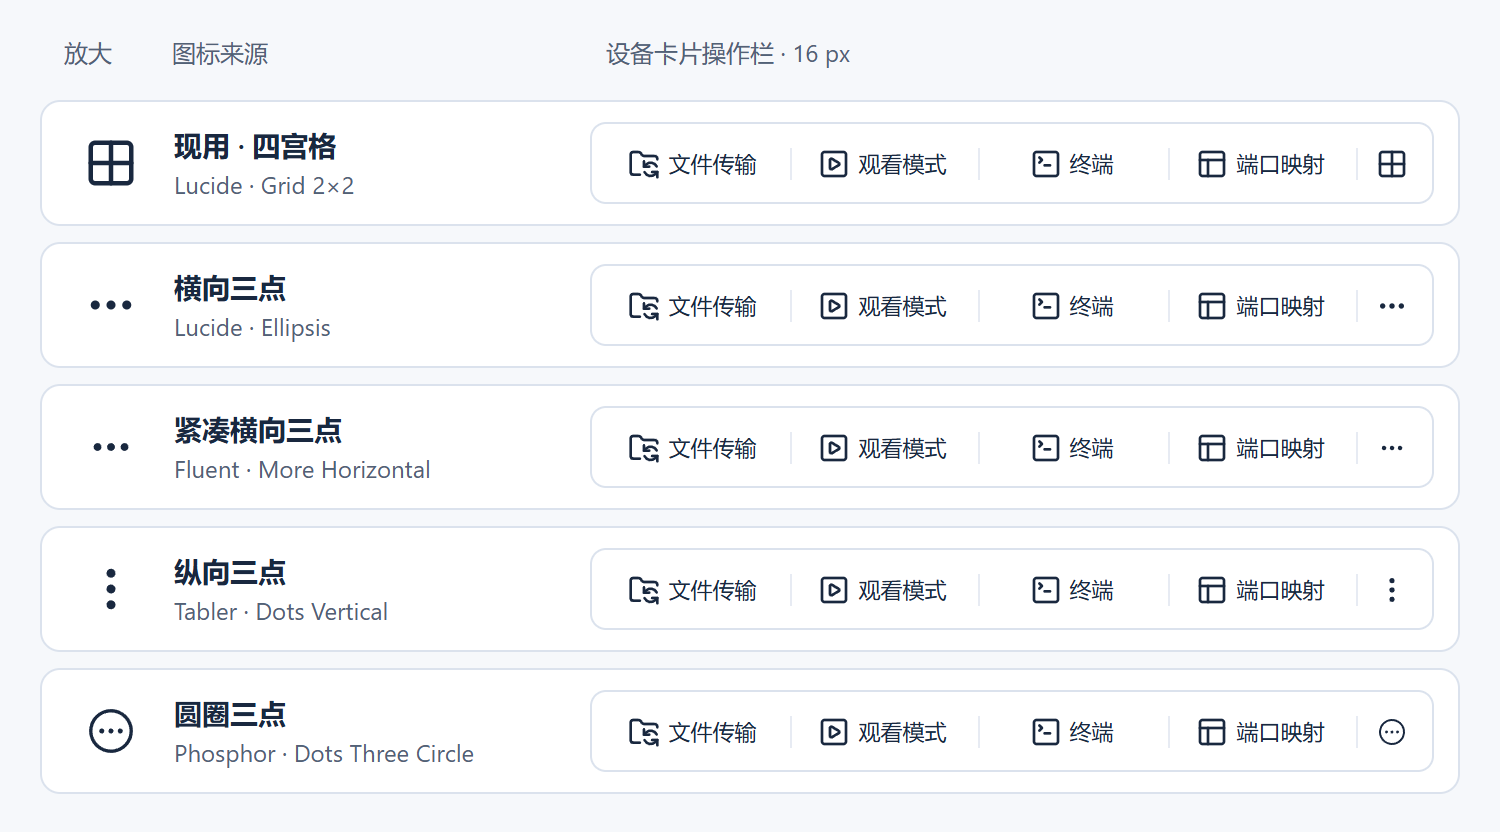 放大 图标来源 设备卡片操作栏 · 16 px
现用 · 四宫格
Lucide · Grid 2×2
文件传输 观看模式 终端 端口映射
横向三点
Lucide · Ellipsis
文件传输 观看模式 终端 端口映射
紧凑横向三点
Fluent · More Horizontal
文件传输 观看模式 终端 端口映射
纵向三点
Tabler · Dots Vertical
文件传输 观看模式 终端 端口映射
圆圈三点
Phosphor · Dots Three Circle
文件传输 观看模式 终端 端口映射